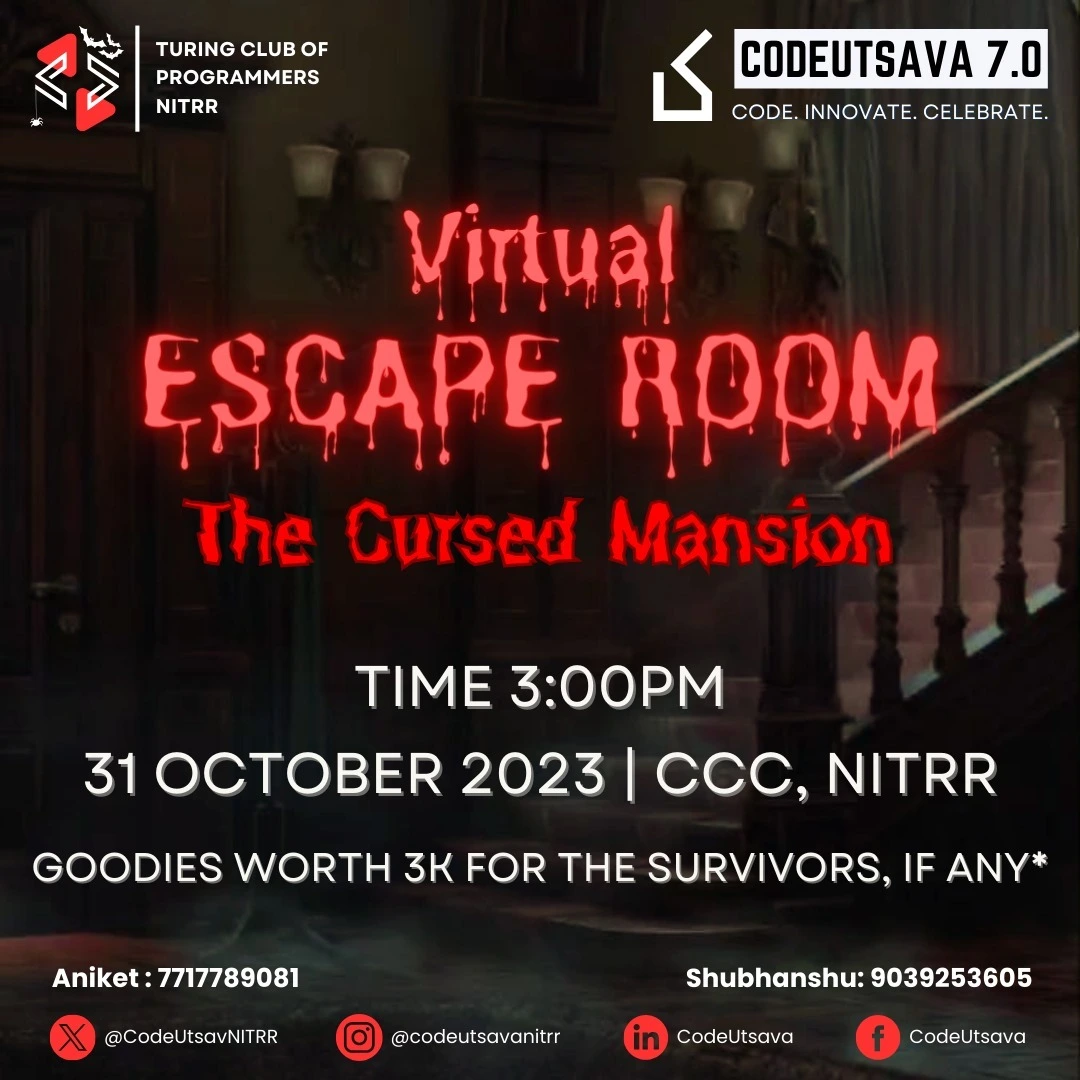 TURING CLUB OF
PROGRAMMERS
NITRR
CODEUTSAVA 7.0
CODE. INNOVATE. CELEBRATE.
Virtual
ESCAPE ROOM
The Cursed Mansion
TIME 3:00PM
31 OCTOBER 2023 | CCC, NITRR
GOODIES WORTH 3K FOR THE SURVIVORS, IF ANY*
Aniket : 7717789081
Shubhanshu: 9039253605
@CodeUtsavNITRR
@codeutsavanitrr
in CodeUtsava
f CodeUtsava